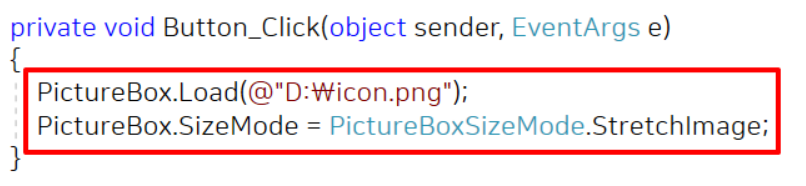 private void Button_Click(object sender, EventArgs e)
{
PictureBox.Load(@"D:₩icon.png");
PictureBox.SizeMode = PictureBoxSizeMode.StretchImage;
}